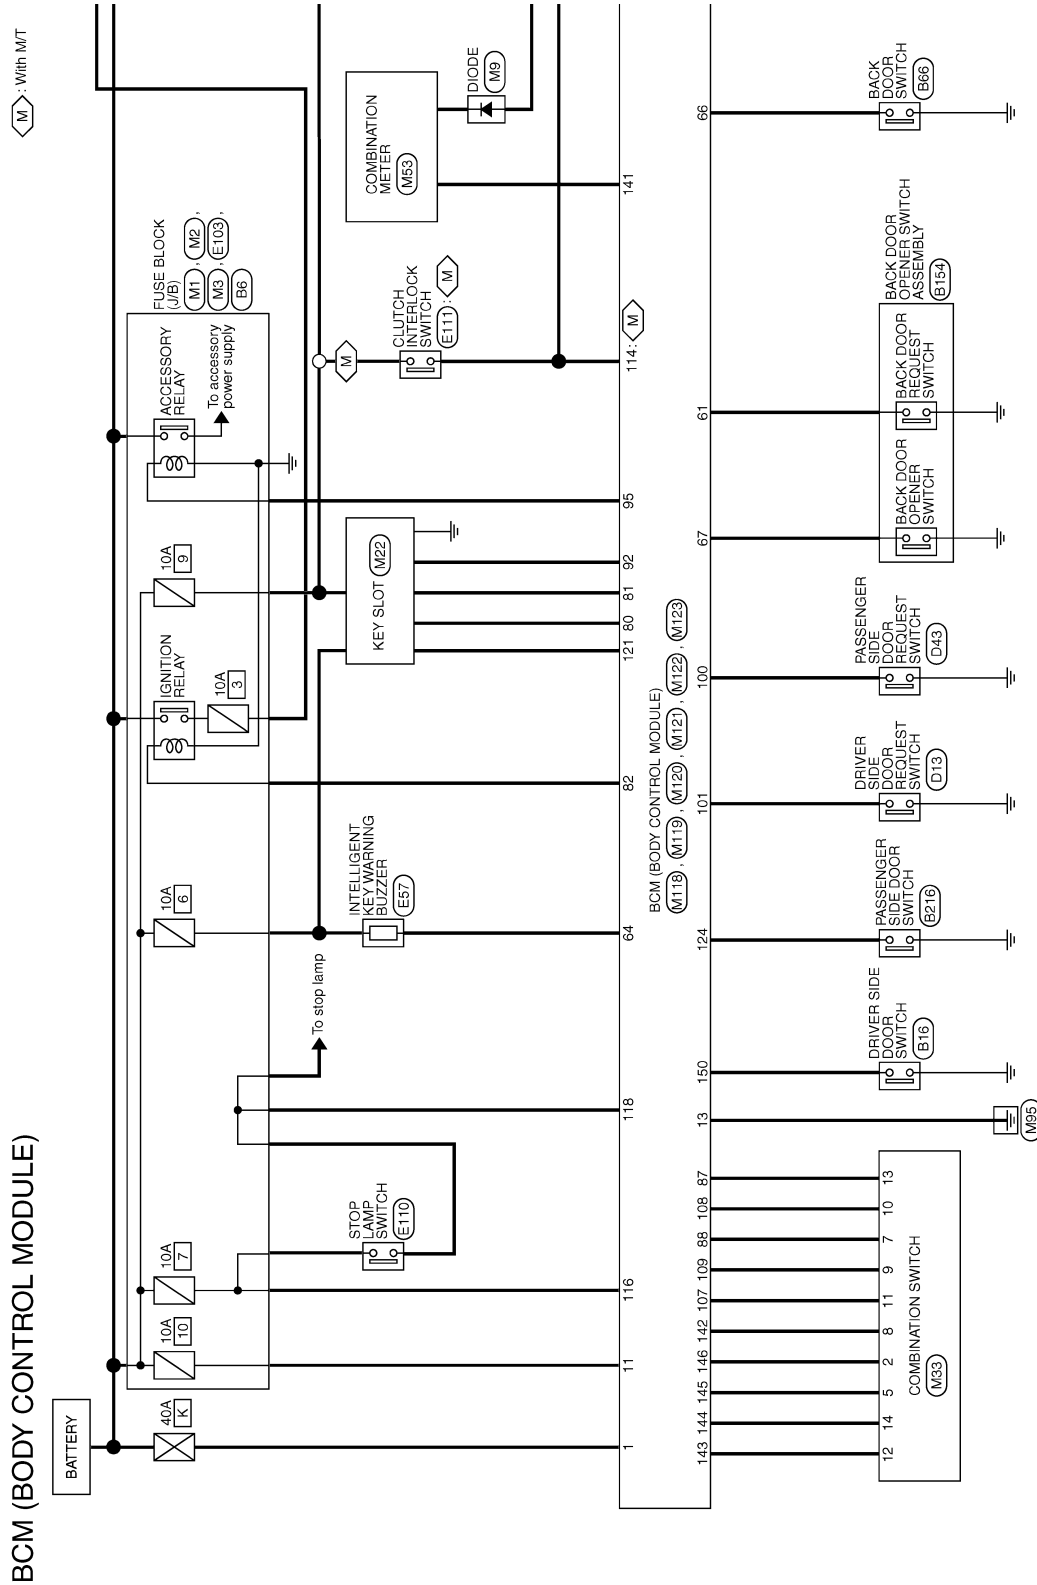 BCM (BODY CONTROL MODULE)
M : With M/T
BATTERY
40A
K
10A
10
10A
7
10A
6
IGNITION
RELAY
10A
3
10A
9
ACCESSORY
RELAY
To accessory
power supply
FUSE BLOCK
(J/B)
M1 , M2 ,
M3 , E103 ,
B6
STOP
LAMP
SWITCH
E110
To stop lamp
INTELLIGENT
KEY WARNING
BUZZER
E57
KEY SLOT M22
M
CLUTCH
INTERLOCK
SWITCH
E111 : M
COMBINATION
METER
M53
DIODE
M9
1 11 116 118 64 82 121 80 81 92 95 114: M 141
BCM (BODY CONTROL MODULE)
M118 , M119 , M120 , M121 , M122 , M123
143 144 145 146 142 107 109 88 108 87 13 150 124 101 100 67 61 66
12 14 5 2 8 11 9 7 10 13
COMBINATION SWITCH
M33
M95
DRIVER SIDE
DOOR
SWITCH
B16
PASSENGER
SIDE DOOR
SWITCH
B216
DRIVER
SIDE
DOOR
REQUEST
SWITCH
D13
PASSENGER
SIDE
DOOR
REQUEST
SWITCH
D43
BACK DOOR
OPENER
SWITCH
BACK DOOR
REQUEST
SWITCH
BACK DOOR
OPENER SWITCH
ASSEMBLY
B154
BACK
DOOR
SWITCH
B66